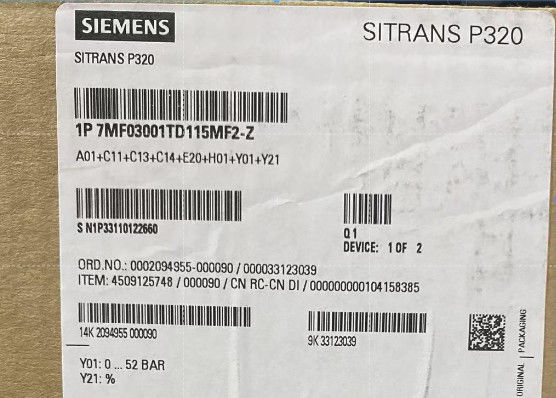 SIEMENS
SITRANS P320
SITRANS P320
1P 7MF03001TD115MF2-Z
A01+C11+C13+C14+E20+H01+Y01+Y21
S N1P33110122660
Q 1
DEVICE: 1 OF 2
ORD.NO.: 0002094955-000090 / 000033123039
ITEM: 4509125748 / 000090 / CN RC-CN DI / 000000000104158385
14K 2094955 000090
9K 33123039
Y01: 0 ... 52 BAR
Y21: %
ORIGINAL | PACKAGING